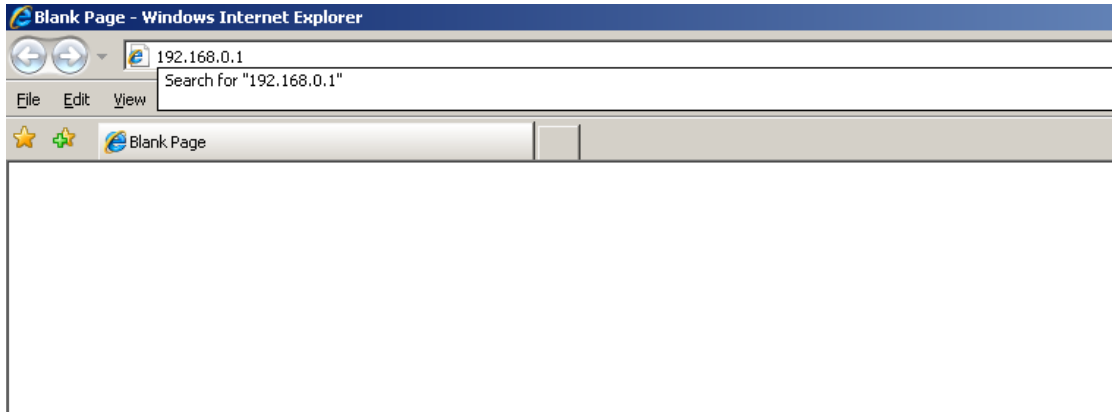 Blank Page - Windows Internet Explorer
192.168.0.1
Search for "192.168.0.1"
File Edit View
Blank Page